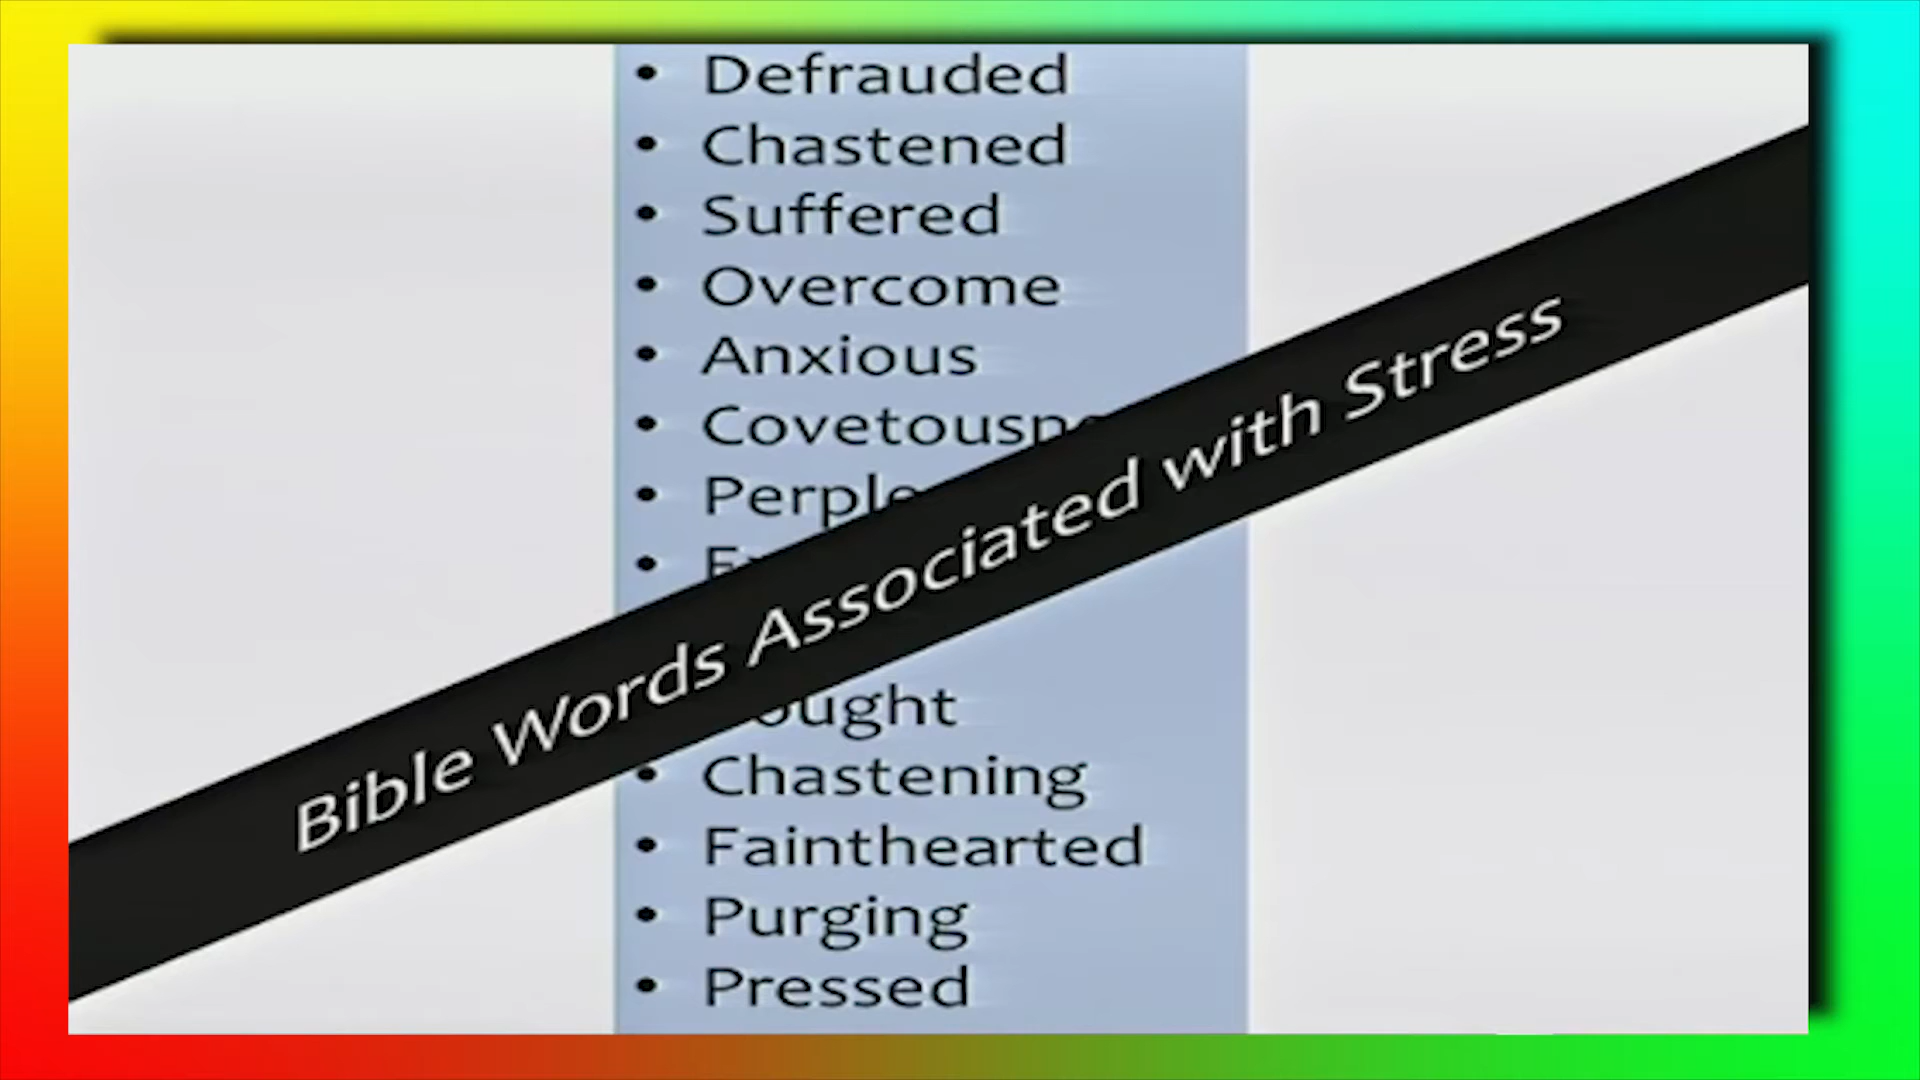 • Defrauded
• Chastened
• Suffered
• Overcome
• Anxious
• 
• 
• 
• Chastening
• Fainthearted
• Purging
• Pressed
Bible Words Associated with Stress